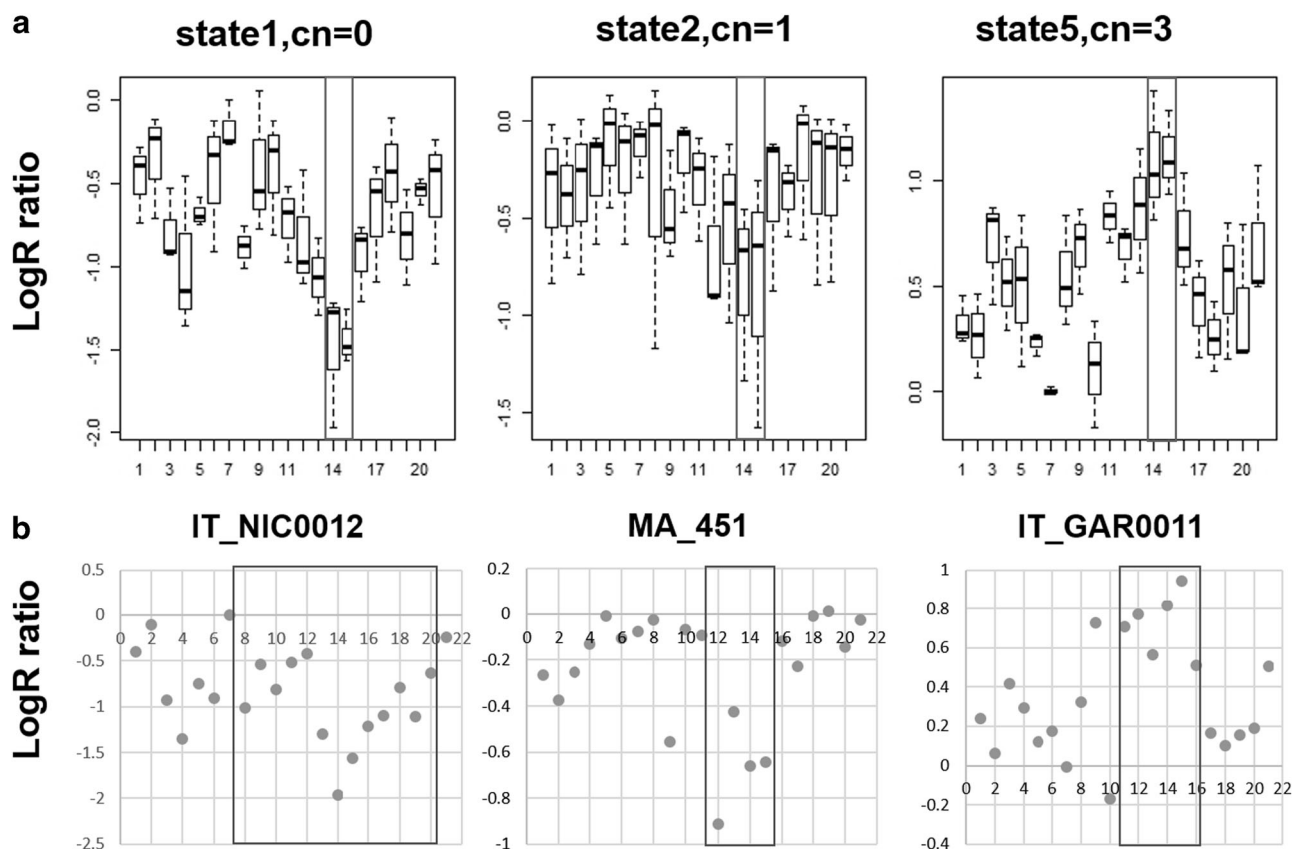 a
state1,cn=0 state2,cn=1 state5,cn=3
LogR ratio
0.0
-0.5
-1.0
-1.5
-2.0
1 3 5 7 9 11 14 17 20
0.0
-0.5
-1.0
-1.5
1 3 5 7 9 11 14 17 20
1.0
0.5
0.0
1 3 5 7 9 11 14 17 20
b
IT_NIC0012 MA_451 IT_GAR0011
LogR ratio
0.5
0
-0.5
-1
-1.5
-2
-2.5
0 2 4 6 8 10 12 14 16 18 20 22
0.2
0
-0.2
-0.4
-0.6
-0.8
-1
0 2 4 6 8 10 12 14 16 18 20 22
1
0.8
0.6
0.4
0.2
0
-0.2
-0.4
0 2 4 6 8 10 12 14 16 18 20 22